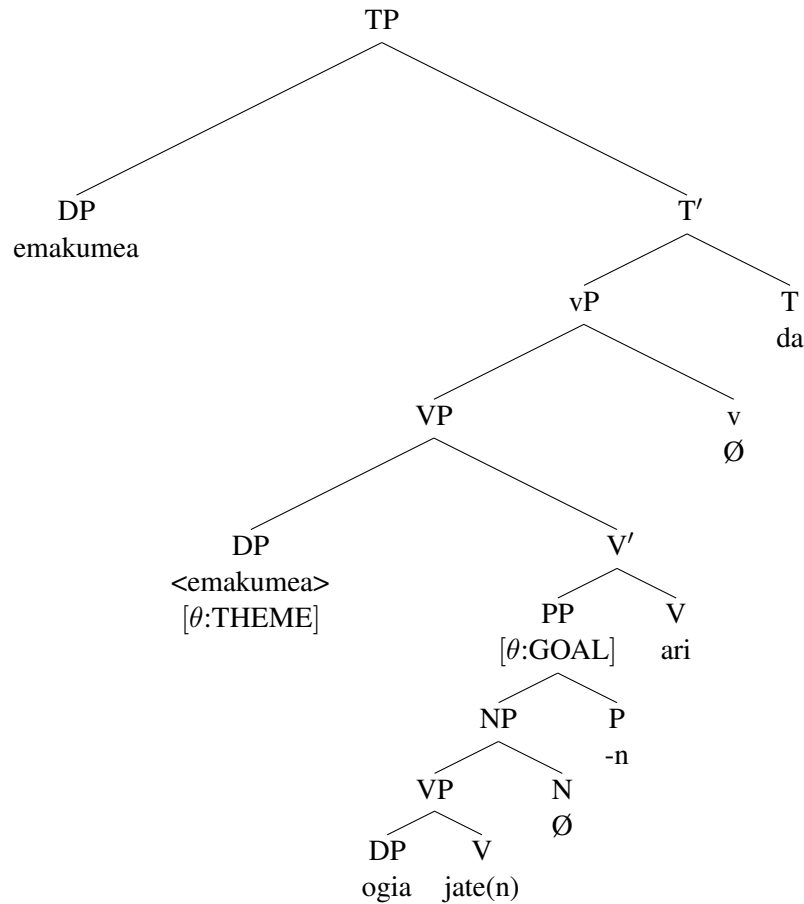 TP
DP
emakumea
T′
vP
T
da
VP
v
Ø
DP
<emakumea>
[θ:THEME]
V′
PP
[θ:GOAL]
V
ari
NP
P
-n
VP
N
Ø
DP
ogia
V
jate(n)